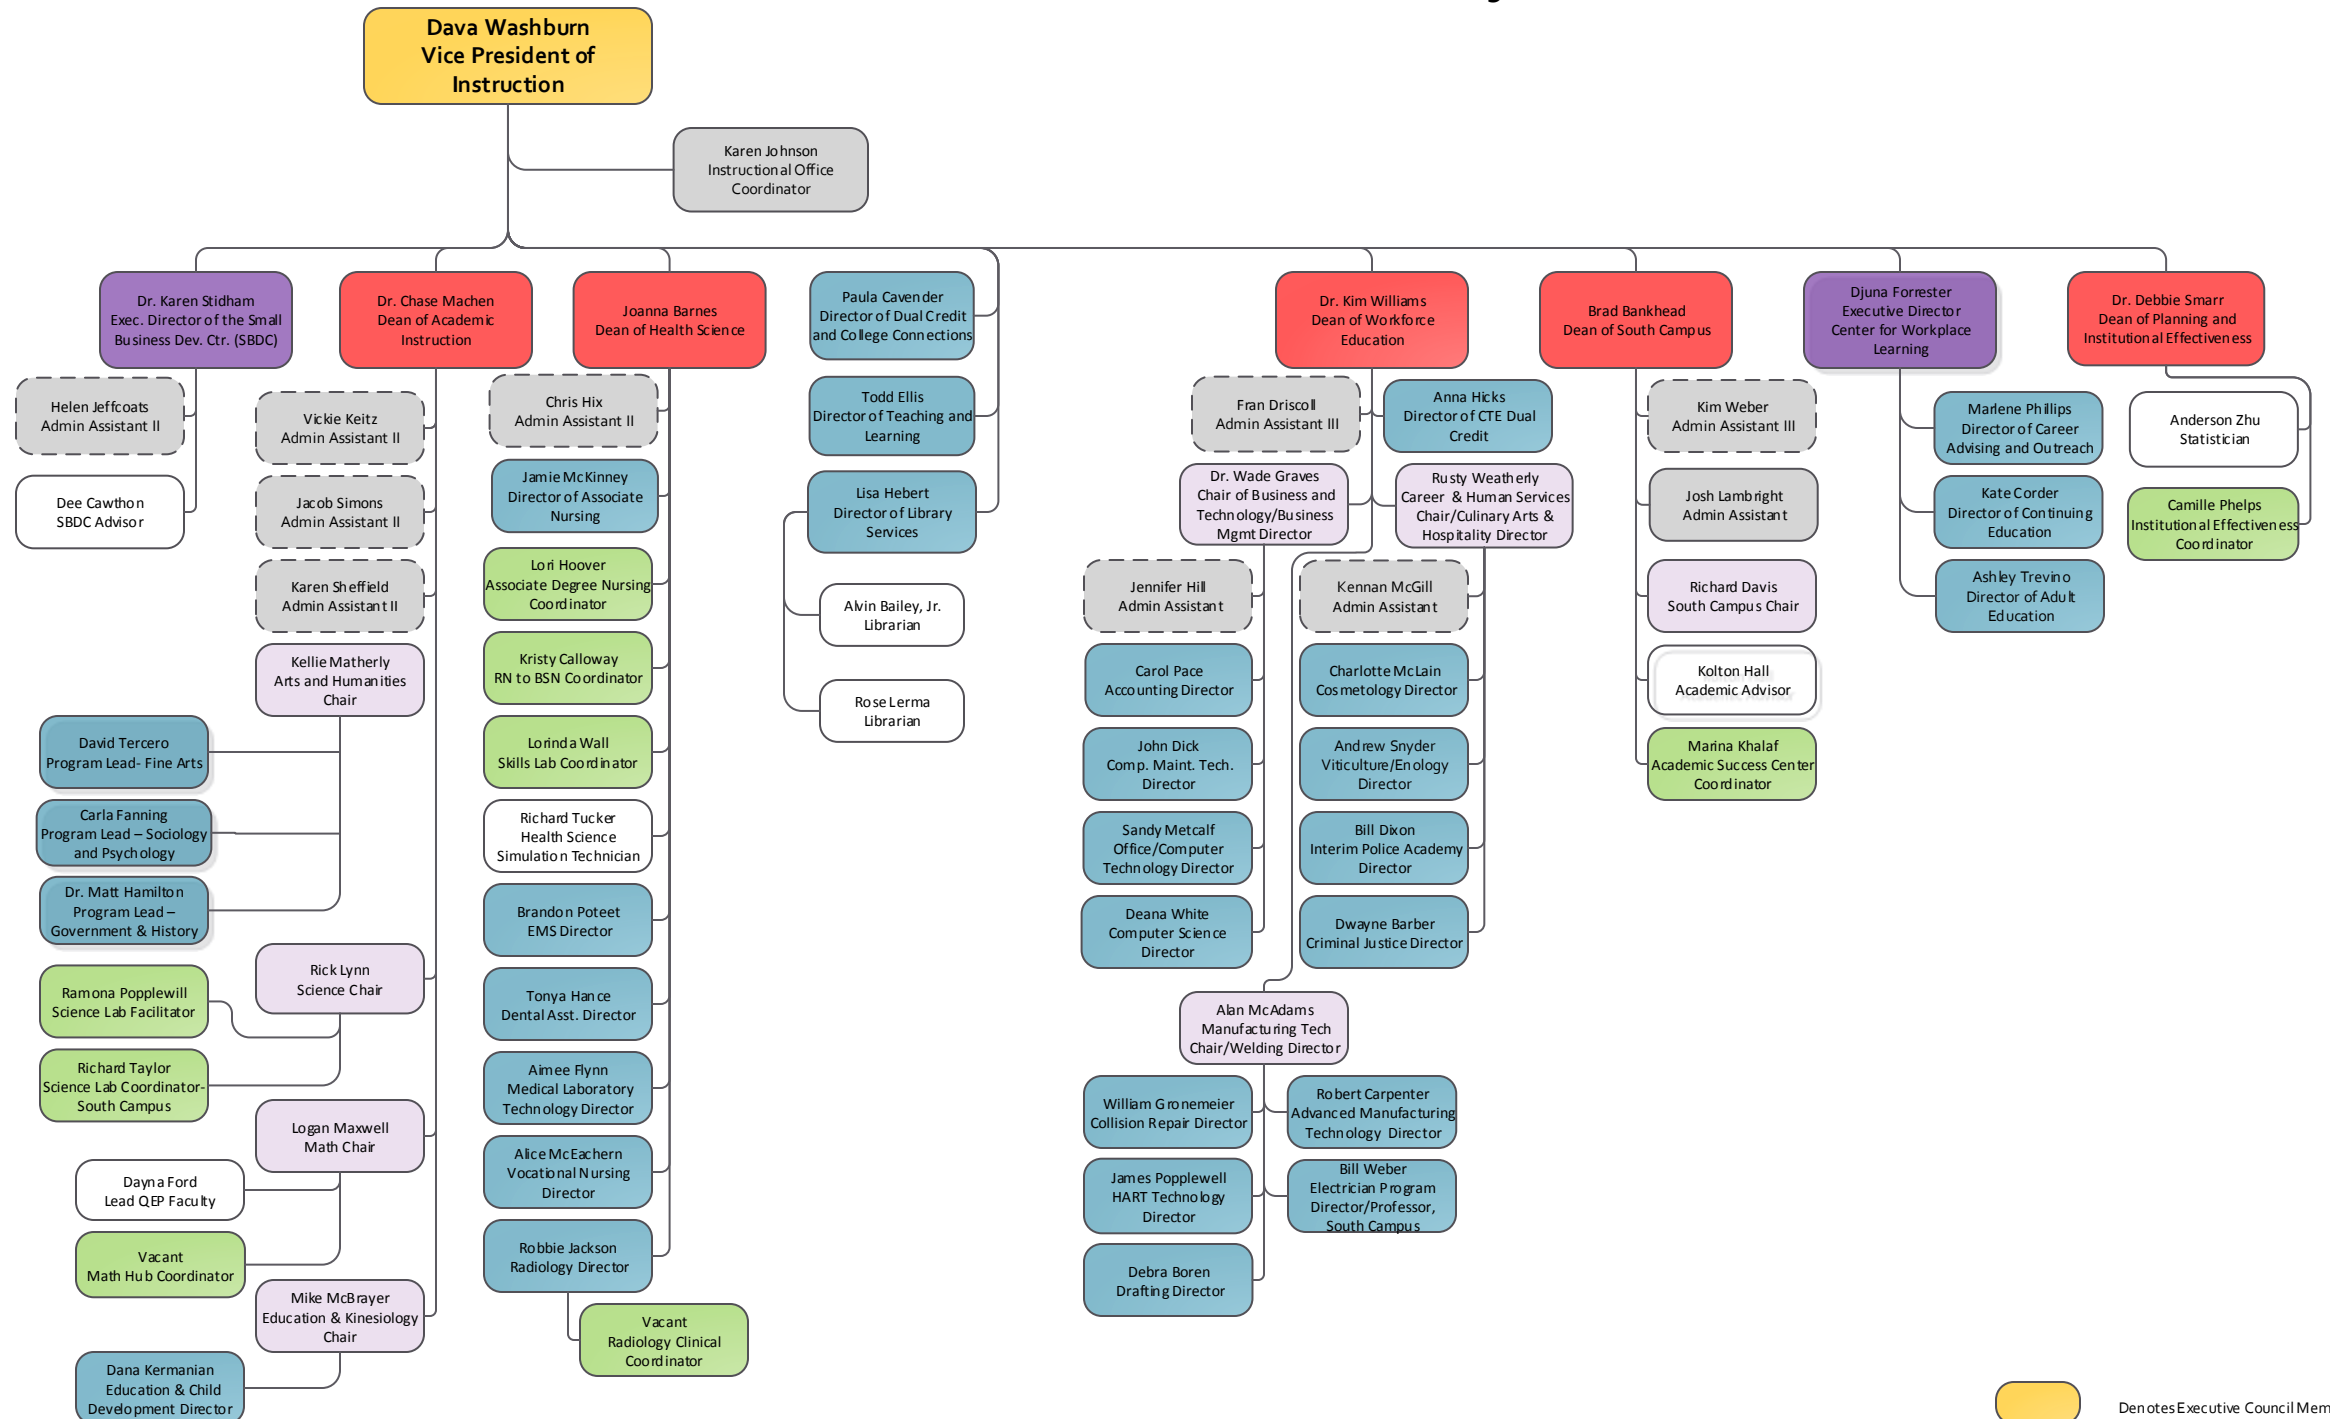 Dava Washburn
Vice President of
Instruction
Karen Johnson
Instructional Office
Coordinator
Dr. Karen Stidham
Exec. Director of the Small
Business Dev. Ctr. (SBDC)
Helen Jeffcoats
Admin Assistant II
Dee Cawthon
SBDC Advisor
Dr. Chase Machen
Dean of Academic
Instruction
Vickie Keitz
Admin Assistant II
Jacob Simons
Admin Assistant II
Karen Sheffield
Admin Assistant II
Kellie Matherly
Arts and Humanities
Chair
David Tercero
Program Lead- Fine Arts
Carla Fanning
Program Lead – Sociology
and Psychology
Dr. Matt Hamilton
Program Lead –
Government & History
Rick Lynn
Science Chair
Ramona Popplewill
Science Lab Facilitator
Richard Taylor
Science Lab Coordinator-
South Campus
Logan Maxwell
Math Chair
Dayna Ford
Lead QEP Faculty
Vacant
Math Hub Coordinator
Mike McBrayer
Education & Kinesiology
Chair
Dana Kermanian
Education & Child
Development Director
Joanna Barnes
Dean of Health Science
Chris Hix
Admin Assistant II
Jamie McKinney
Director of Associate
Nursing
Lori Hoover
Associate Degree Nursing
Coordinator
Kristy Calloway
RN to BSN Coordinator
Lorinda Wall
Skills Lab Coordinator
Richard Tucker
Health Science
Simulation Technician
Brandon Poteet
EMS Director
Tonya Hance
Dental Asst. Director
Aimee Flynn
Medical Laboratory
Technology Director
Alice McEachern
Vocational Nursing
Director
Robbie Jackson
Radiology Director
Vacant
Radiology Clinical
Coordinator
Paula Cavender
Director of Dual Credit
and College Connections
Todd Ellis
Director of Teaching and
Learning
Lisa Hebert
Director of Library
Services
Alvin Bailey, Jr.
Librarian
Rose Lerma
Librarian
Dr. Kim Williams
Dean of Workforce
Education
Fran Driscoll
Admin Assistant III
Anna Hicks
Director of CTE Dual
Credit
Dr. Wade Graves
Chair of Business and
Technology/Business
Mgmt Director
Rusty Weatherly
Career & Human Services
Chair/Culinary Arts &
Hospitality Director
Jennifer Hill
Admin Assistant
Carol Pace
Accounting Director
John Dick
Comp. Maint. Tech.
Director
Sandy Metcalf
Office/Computer
Technology Director
Deana White
Computer Science
Director
Kennan McGill
Admin Assistant
Charlotte McLain
Cosmetology Director
Andrew Snyder
Viticulture/Enology
Director
Bill Dixon
Interim Police Academy
Director
Dwayne Barber
Criminal Justice Director
Alan McAdams
Manufacturing Tech
Chair/Welding Director
William Gronemeier
Collision Repair Director
Robert Carpenter
Advanced Manufacturing
Technology Director
James Popplewell
HART Technology
Director
Bill Weber
Electrician Program
Director/Professor,
South Campus
Debra Boren
Drafting Director
Brad Bankhead
Dean of South Campus
Kim Weber
Admin Assistant III
Josh Lambright
Admin Assistant
Richard Davis
South Campus Chair
Kolton Hall
Academic Advisor
Marina Khalaf
Academic Success Center
Coordinator
Djuna Forrester
Executive Director
Center for Workplace
Learning
Marlene Phillips
Director of Career
Advising and Outreach
Kate Corder
Director of Continuing
Education
Ashley Trevino
Director of Adult
Education
Dr. Debbie Smarr
Dean of Planning and
Institutional Effectiveness
Anderson Zhu
Statistician
Camille Phelps
Institutional Effectiveness
Coordinator
Denotes Executive Council Mem